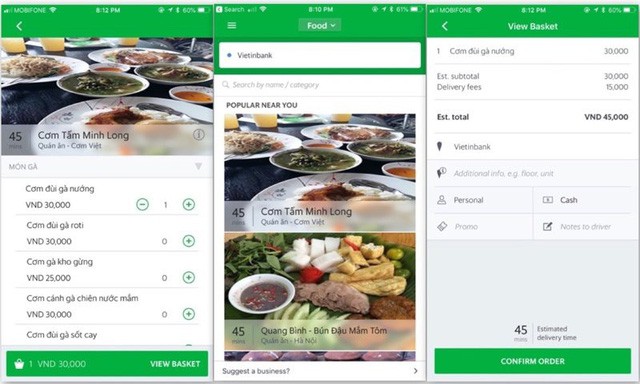 MOBIFONE 8:12 PM 60%
45 mins
Cơm Tấm Minh Long
Quán ăn - Cơm Việt
MÓN GÀ
Cơm đùi gà nướng
VND 30,000 1
Cơm đùi gà roti
VND 30,000 0
Cơm gà kho gừng
VND 25,000 0
Cơm cánh gà chiên nước mắm
VND 30,000 0
Cơm đùi gà sốt cay
1 VND 30,000 VIEW BASKET
Search 8:10 PM 61%
Food
Vietinbank
Search by name / category
POPULAR NEAR YOU
45 mins
Cơm Tấm Minh Long
Quán ăn - Cơm Việt
45 mins
Quang Bình - Bún Đậu Mắm Tôm
Quán ăn - Hà Nội
Suggest a business?
MOBIFONE 8:12 PM 60%
View Basket
1 Cơm đùi gà nướng 30,000
Est. subtotal 30,000
Delivery fees 15,000
Est. total VND 45,000
Vietinbank
Additional info, e.g. floor, unit
Personal Cash
Promo Notes to driver
45 mins
Estimated
delivery time
CONFIRM ORDER